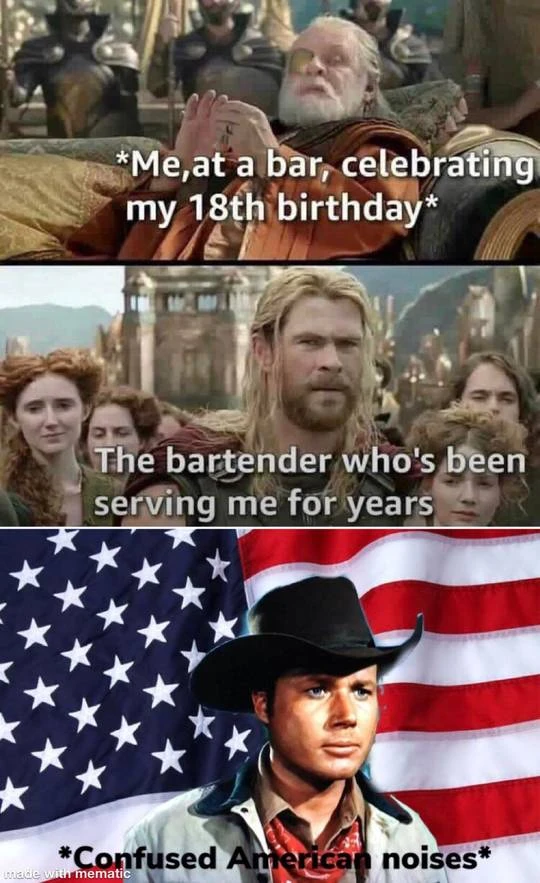 *Me,at a bar, celebrating
my 18th birthday*
The bartender who's been
serving me for years
*Confused American noises*
made with mematic